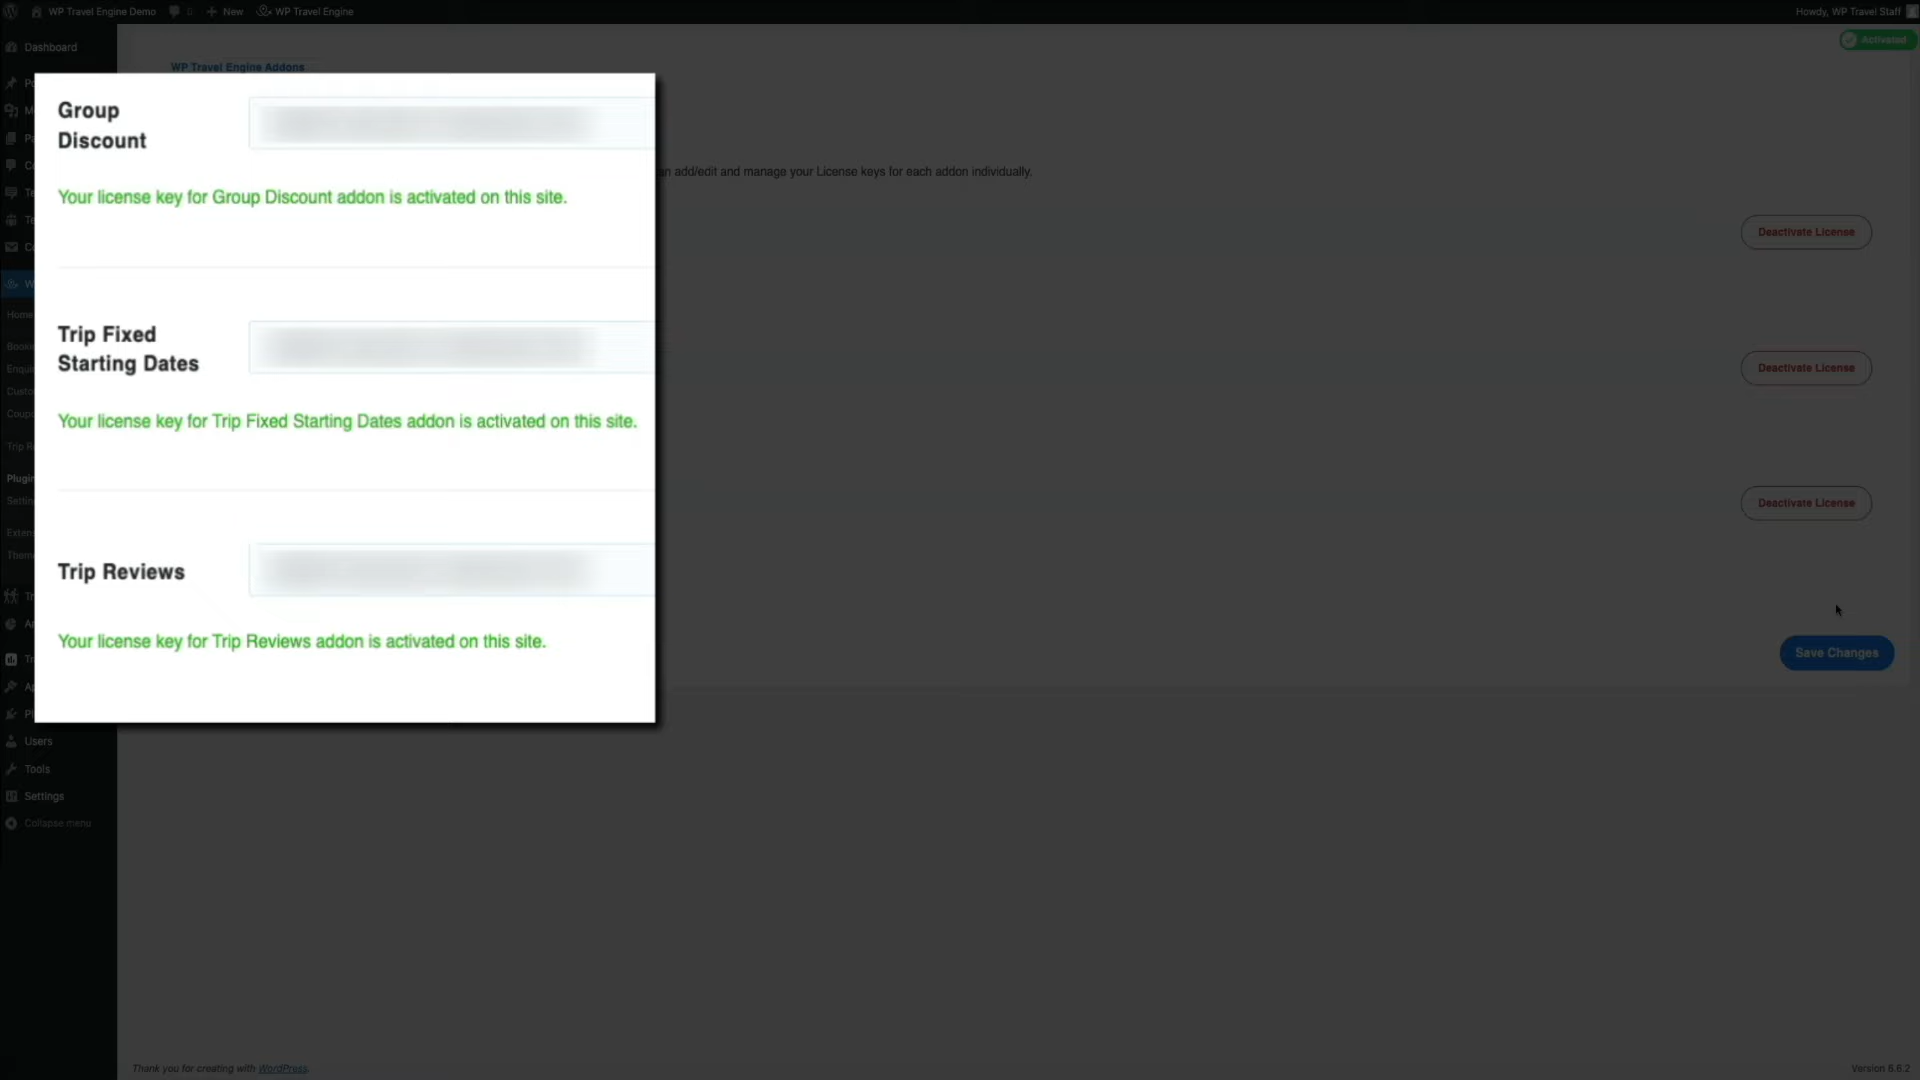 WP Travel Engine Demo 0 New WP Travel Engine Howdy, WP Travel Staff
Activated
Dashboard
WP Travel Engine Addons
Group
Discount
an add/edit and manage your License keys for each addon individually.
Your license key for Group Discount addon is activated on this site.
Deactivate License
Home
Trip Fixed
Starting Dates
Deactivate License
Your license key for Trip Fixed Starting Dates addon is activated on this site.
Deactivate License
Trip Reviews
Your license key for Trip Reviews addon is activated on this site.
Save Changes
Users
Tools
Settings
Collapse menu
Thank you for creating with WordPress.
Version 6.6.2